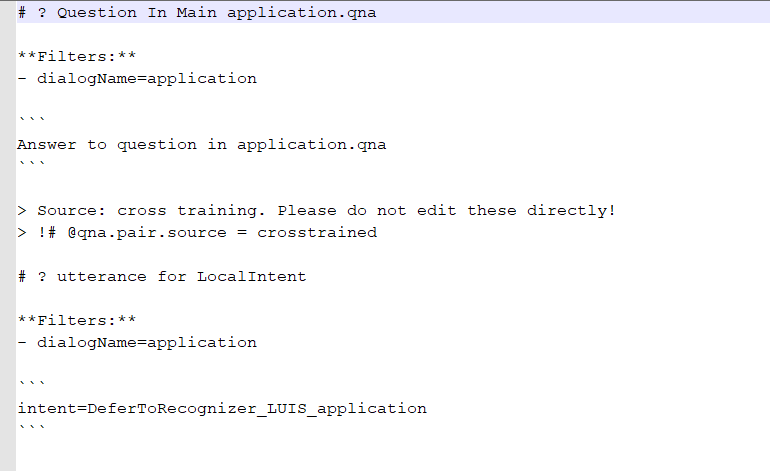 # ? Question In Main application.qna
**Filters:**
- dialogName=application
```
Answer to question in application.qna
```
> Source: cross training. Please do not edit these directly!
> !# @qna.pair.source = crosstrained
# ? utterance for LocalIntent
**Filters:**
- dialogName=application
```
intent=DeferToRecognizer_LUIS_application
```